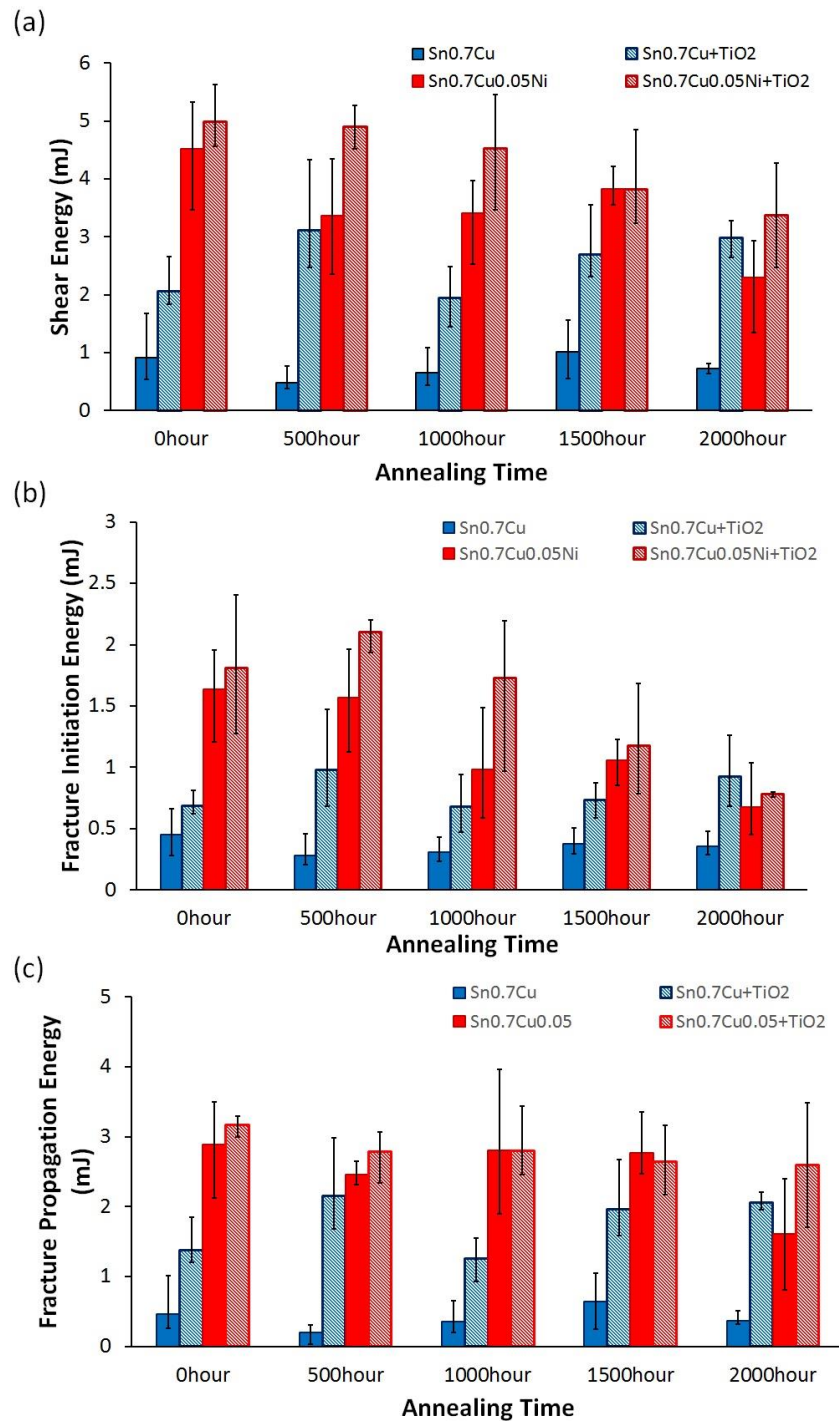 (a)
Sn0.7Cu
Sn0.7Cu+TiO2
Sn0.7Cu0.05Ni
Sn0.7Cu0.05Ni+TiO2
6
5
4
3
2
1
0
Shear Energy (mJ)
0hour
500hour
1000hour
1500hour
2000hour
Annealing Time
(b)
Sn0.7Cu
Sn0.7Cu+TiO2
Sn0.7Cu0.05Ni
Sn0.7Cu0.05Ni+TiO2
3
2.5
2
1.5
1
0.5
0
Fracture Initiation Energy (mJ)
0hour
500hour
1000hour
1500hour
2000hour
Annealing Time
(c)
Sn0.7Cu
Sn0.7Cu+TiO2
Sn0.7Cu0.05
Sn0.7Cu0.05+TiO2
5
4
3
2
1
0
Fracture Propagation Energy
(mJ)
0hour
500hour
1000hour
1500hour
2000hour
Annealing Time